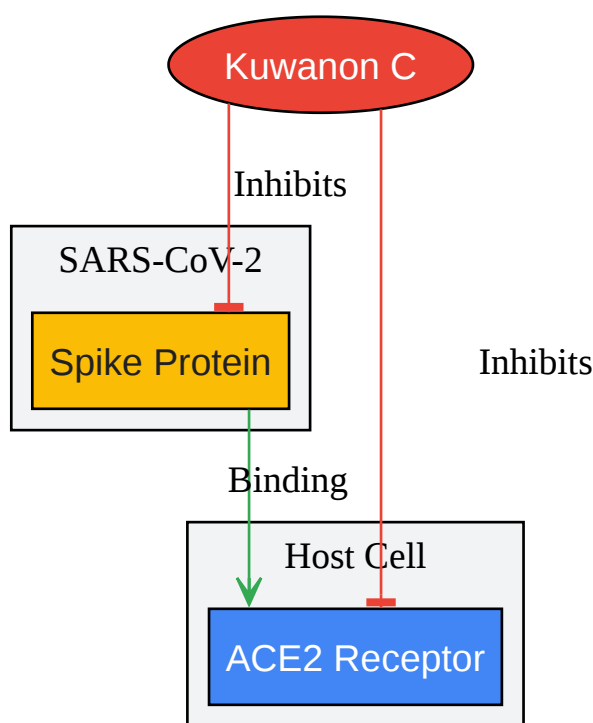 Kuwanon C
Inhibits
SARS-CoV-2
Spike Protein
Inhibits
Binding
Host Cell
ACE2 Receptor